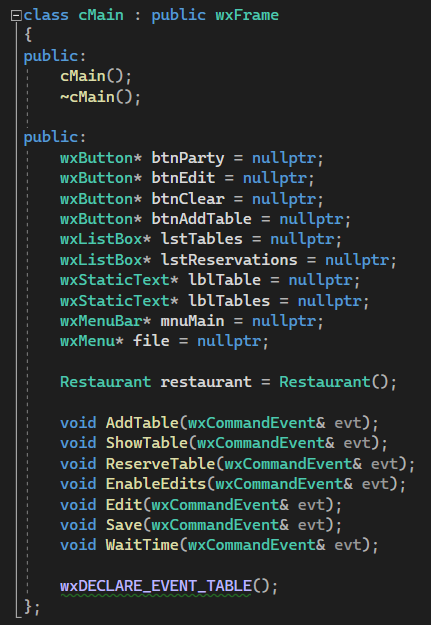 class cMain : public wxFrame
{
public:
    cMain();
    ~cMain();

public:
    wxButton* btnParty = nullptr;
    wxButton* btnEdit = nullptr;
    wxButton* btnClear = nullptr;
    wxButton* btnAddTable = nullptr;
    wxListBox* lstTables = nullptr;
    wxListBox* lstReservations = nullptr;
    wxStaticText* lblTable = nullptr;
    wxStaticText* lblTables = nullptr;
    wxMenuBar* mnuMain = nullptr;
    wxMenu* file = nullptr;

    Restaurant restaurant = Restaurant();

    void AddTable(wxCommandEvent& evt);
    void ShowTable(wxCommandEvent& evt);
    void ReserveTable(wxCommandEvent& evt);
    void EnableEdits(wxCommandEvent& evt);
    void Edit(wxCommandEvent& evt);
    void Save(wxCommandEvent& evt);
    void WaitTime(wxCommandEvent& evt);

    wxDECLARE_EVENT_TABLE();
};